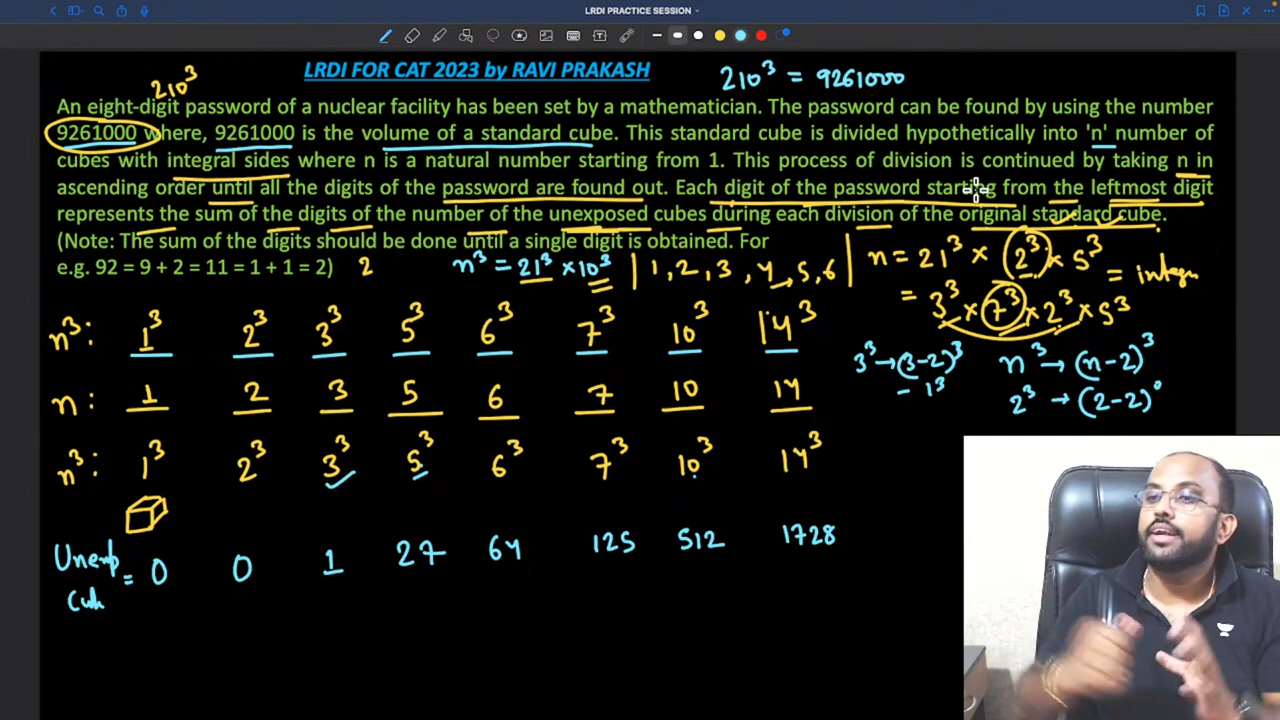 LRDI PRACTICE SESSION
LRDI FOR CAT 2023 by RAVI PRAKASH
210³ = 9261000
210³
An eight-digit password of a nuclear facility has been set by a mathematician. The password can be found by using the number
9261000 where, 9261000 is the volume of a standard cube. This standard cube is divided hypothetically into 'n' number of
cubes with integral sides where n is a natural number starting from 1. This process of division is continued by taking n in
ascending order until all the digits of the password are found out. Each digit of the password starting from the leftmost digit
represents the sum of the digits of the number of the unexposed cubes during each division of the original standard cube.
(Note: The sum of the digits should be done until a single digit is obtained. For
e.g. 92 = 9 + 2 = 11 = 1 + 1 = 2) 2
n³ = 21³ × 10³ | 1, 2, 3, 4, 5, 6 |
n = 21³ × 2³ × 5³
= 3³ × 7³ × 2³ × 5³ = integ
n³: 1³ 2³ 3³ 5³ 6³ 7³ 10³ 14³
3³ → (3-2)³ n³ → (n-2)³
- 1³ 2³ → (2-2)⁰
n: 1 2 3 5 6 7 10 14
n³: 1³ 2³ 3³ 5³ 6³ 7³ 10³ 14³
Unexp = 0 0 1 27 64 125 512 1728
Cub